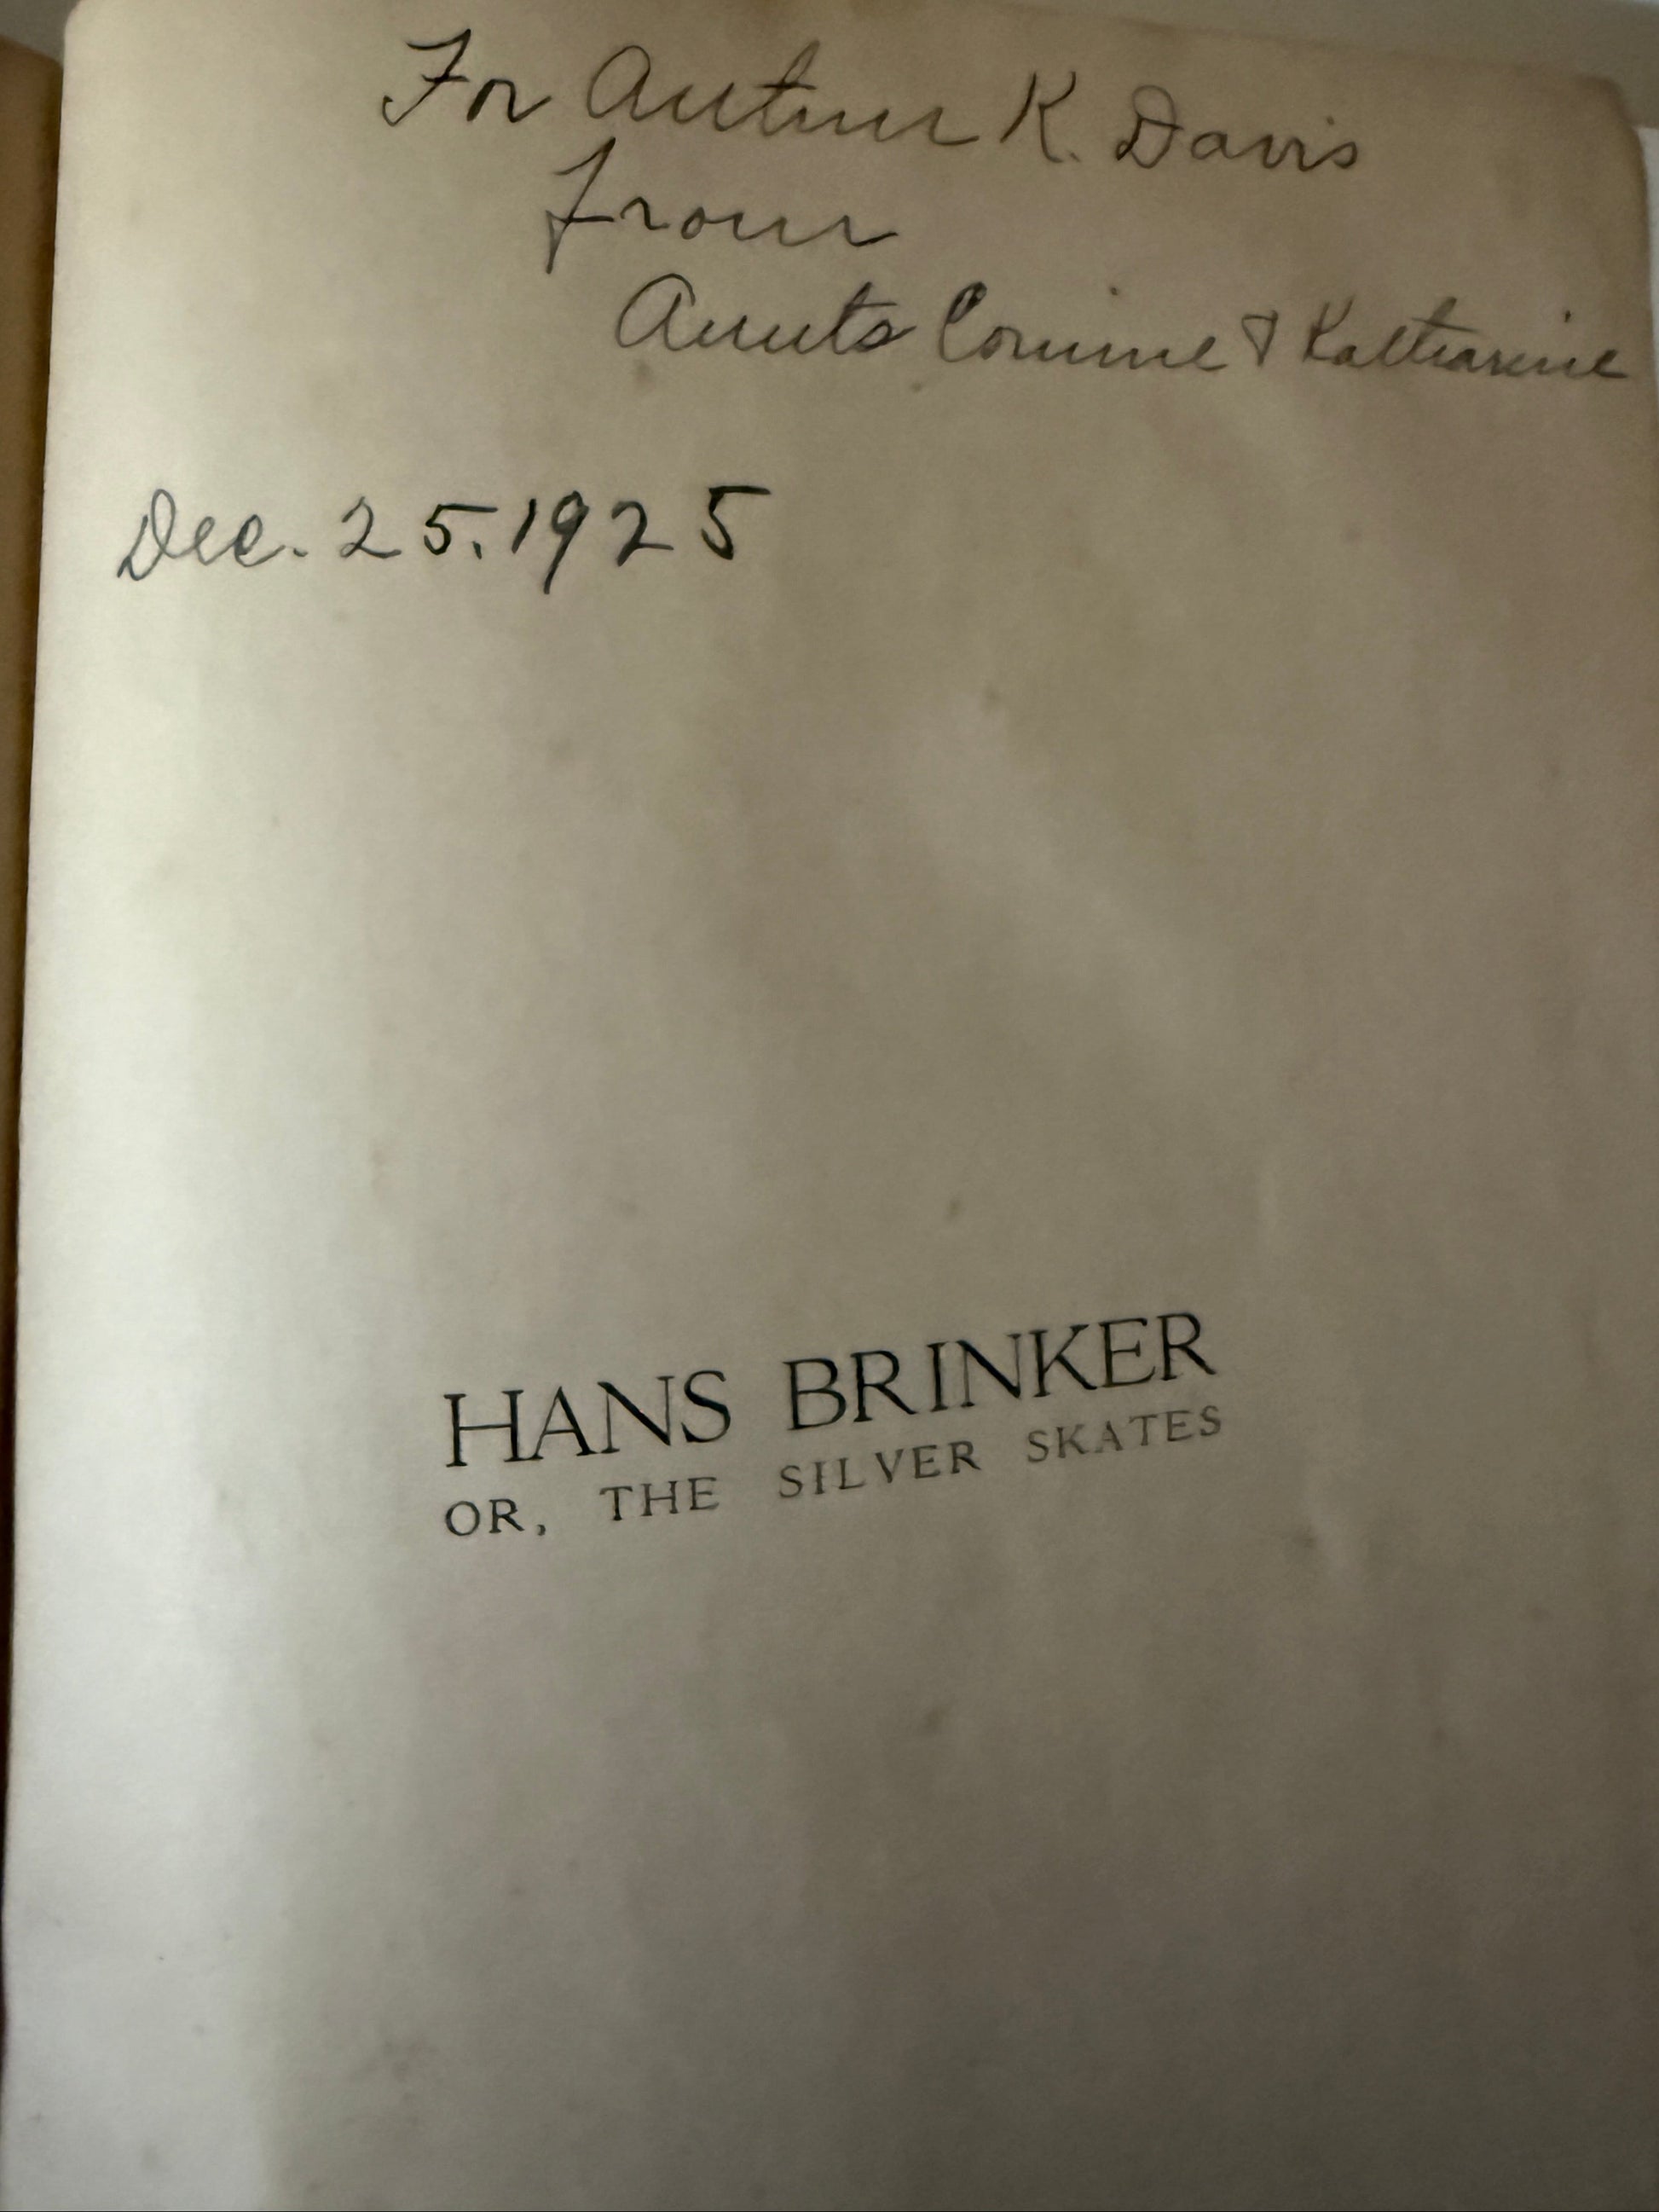 For Arthur K. Davis
from
Aunts Corinne & Katharine
Dec. 25. 1925
HANS BRINKER
OR, THE SILVER SKATES